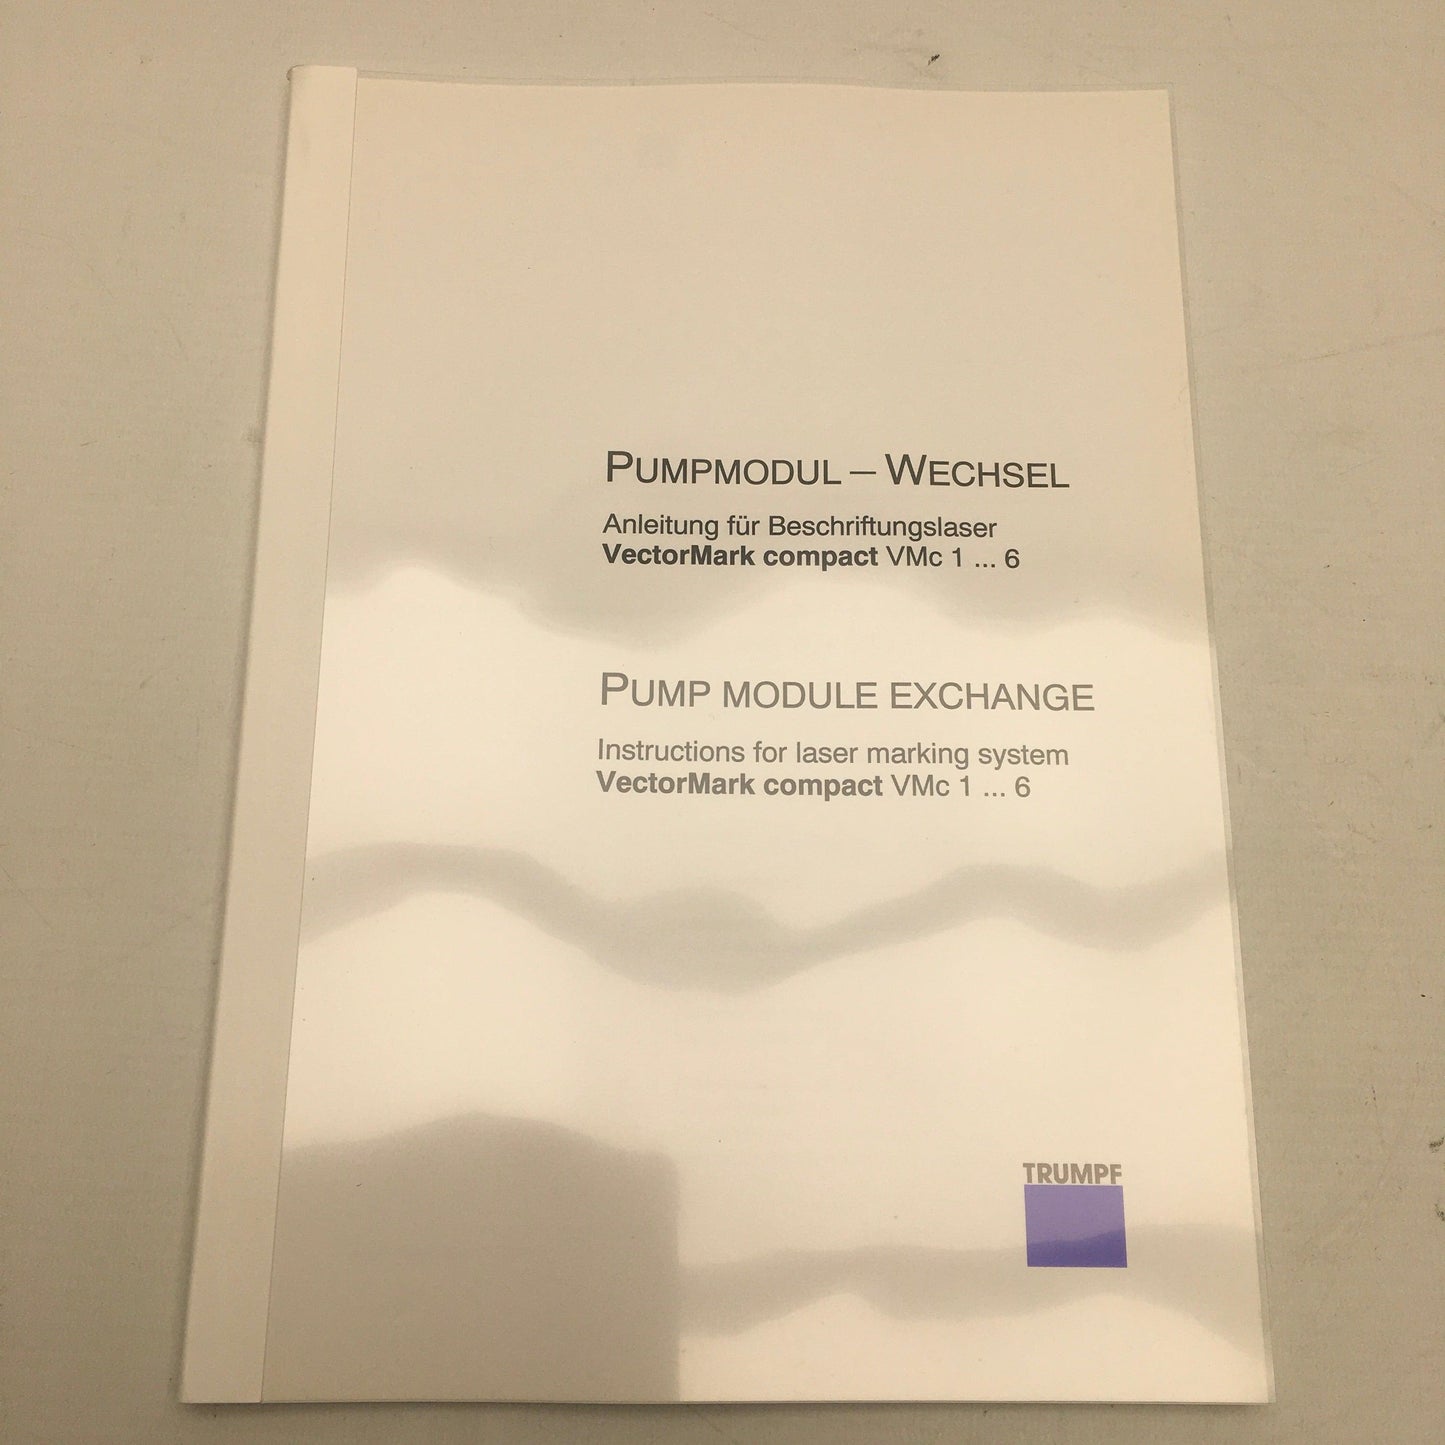 PUMPMODUL – WECHSEL
Anleitung für Beschriftungslaser
VectorMark compact VMc 1 ... 6
PUMP MODULE EXCHANGE
Instructions for laser marking system
VectorMark compact VMc 1 ... 6
TRUMPF